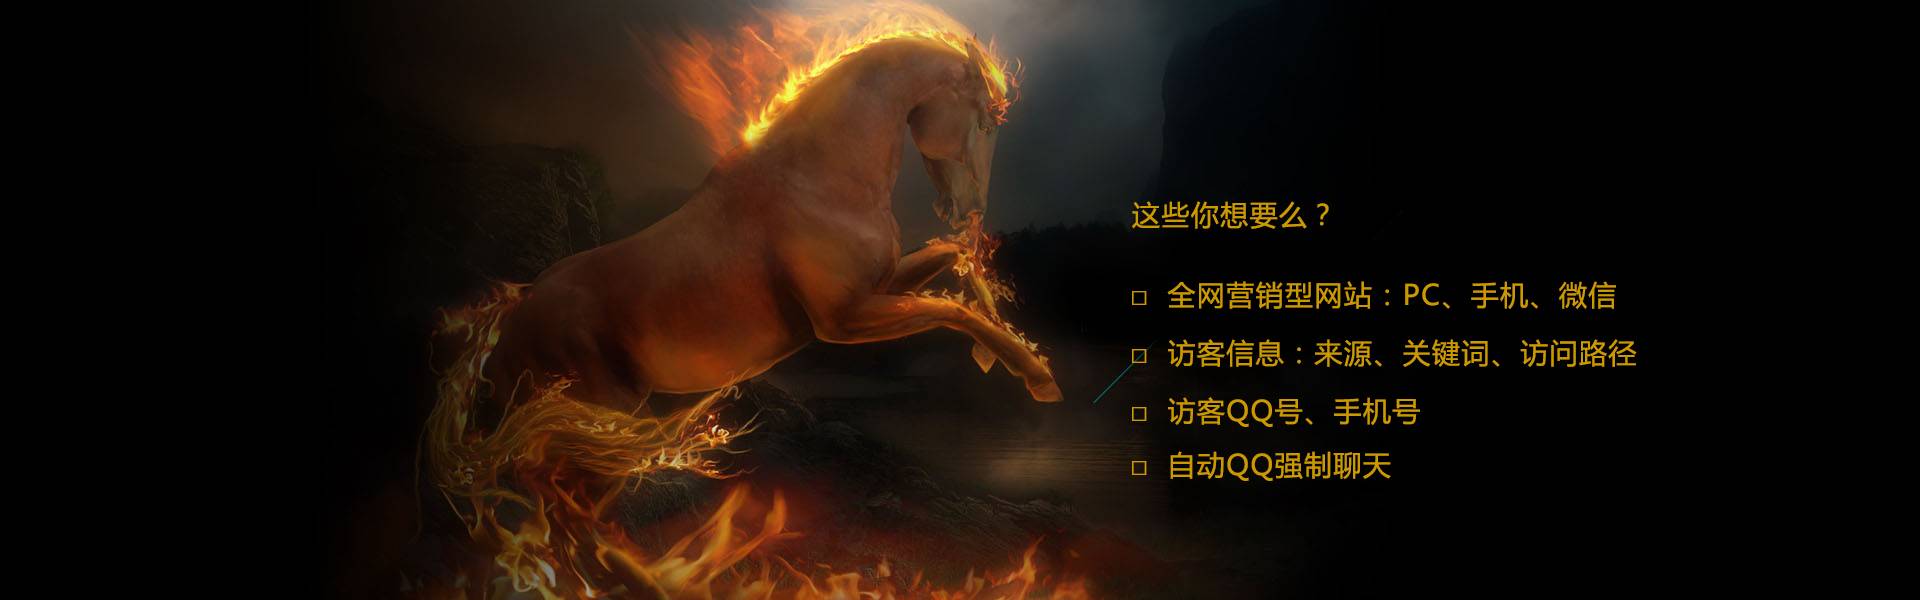 这些你想要么？
□ 全网营销型网站：PC、手机、微信
□ 访客信息：来源、关键词、访问路径
□ 访客QQ号、手机号
□ 自动QQ强制聊天